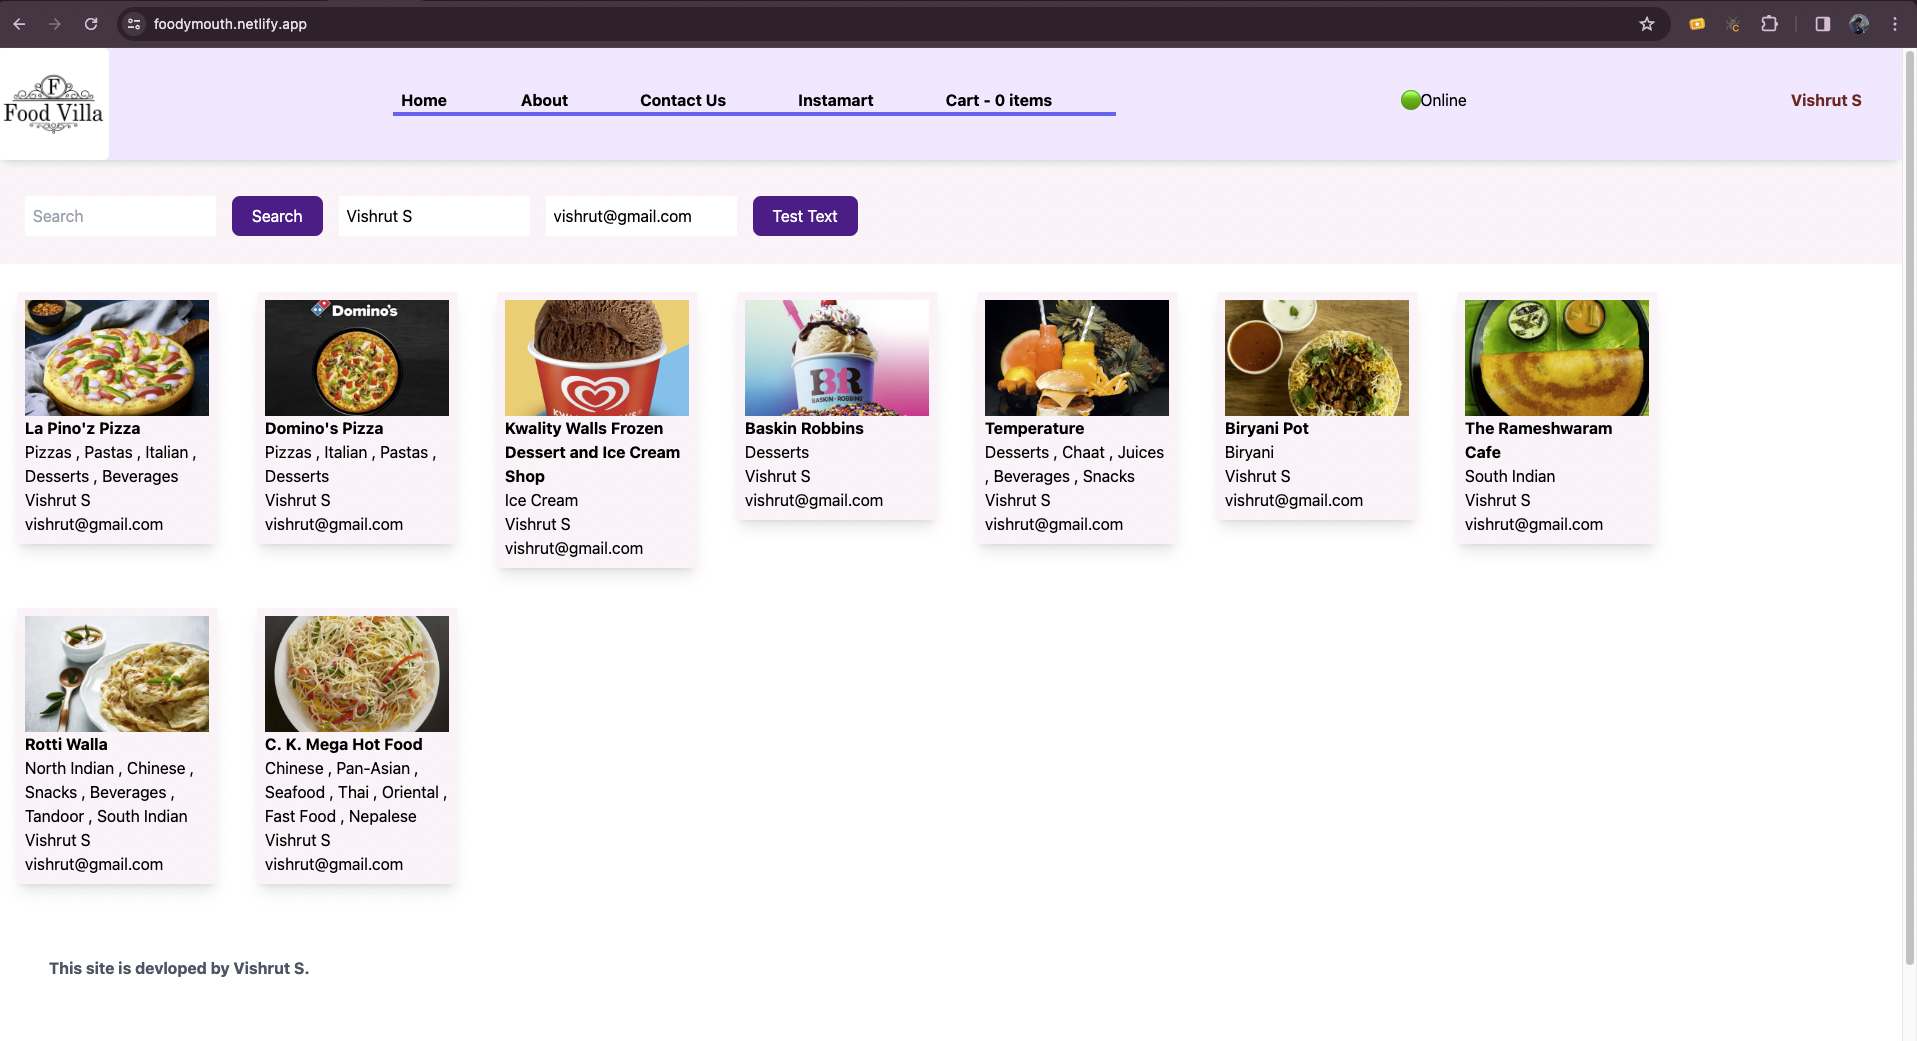 foodymouth.netlify.app
F
Food Villa
Home About Contact Us Instamart Cart - 0 items
Online
Vishrut S
Search Search Vishrut S vishrut@gmail.com Test Text
La Pino'z Pizza
Pizzas , Pastas , Italian ,
Desserts , Beverages
Vishrut S
vishrut@gmail.com
Domino's
Domino's Pizza
Pizzas , Italian , Pastas ,
Desserts
Vishrut S
vishrut@gmail.com
Kwality Walls Frozen
Dessert and Ice Cream
Shop
Ice Cream
Vishrut S
vishrut@gmail.com
BR
BASKIN-ROBBINS
Baskin Robbins
Desserts
Vishrut S
vishrut@gmail.com
Temperature
Desserts , Chaat , Juices
, Beverages , Snacks
Vishrut S
vishrut@gmail.com
Biryani Pot
Biryani
Vishrut S
vishrut@gmail.com
The Rameshwaram
Cafe
South Indian
Vishrut S
vishrut@gmail.com
Rotti Walla
North Indian , Chinese ,
Snacks , Beverages ,
Tandoor , South Indian
Vishrut S
vishrut@gmail.com
C. K. Mega Hot Food
Chinese , Pan-Asian ,
Seafood , Thai , Oriental ,
Fast Food , Nepalese
Vishrut S
vishrut@gmail.com
This site is devloped by Vishrut S.